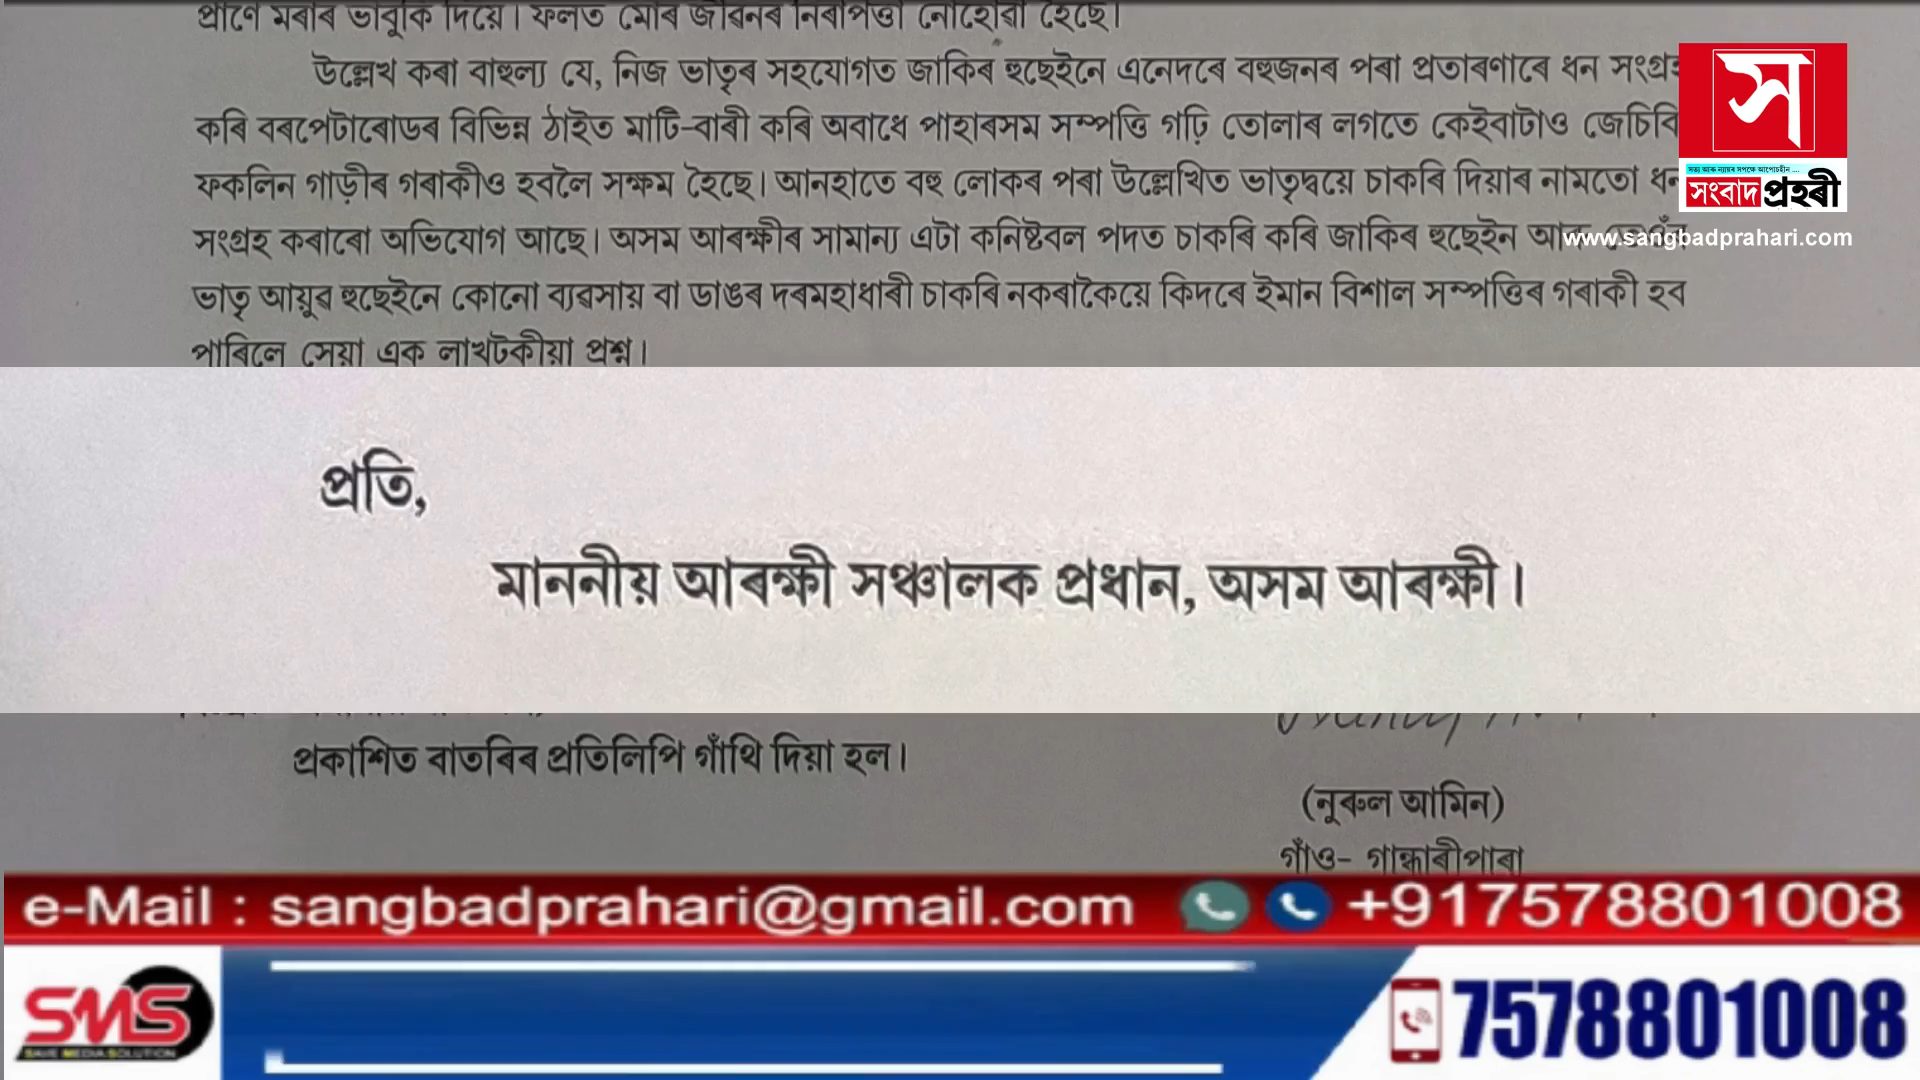 প্ৰাণে মৰাৰ ভাবুকি দিয়ে। ফলত মোৰ জীৱনৰ নিৰাপত্তা নোহোৱা হৈছে।
উল্লেখ কৰা বাহুল্য যে, নিজ ভাতৃৰ সহযোগত জাকিৰ হুছেইনে এনেদৰে বহুজনৰ পৰা প্ৰতাৰণাৰে ধন সংগ্ৰহ
কৰি বৰপেটাৰোডৰ বিভিন্ন ঠাইত মাটি-বাৰী কৰি অবাধে পাহাৰসম সম্পত্তি গঢ়ি তোলাৰ লগতে কেইবাটাও জেচিবি
ফকলিন গাড়ীৰ গৰাকীও হবলৈ সক্ষম হৈছে। আনহাতে বহু লোকৰ পৰা উল্লেখিত ভাতৃদ্বয়ে চাকৰি দিয়াৰ নামতো ধন
সংগ্ৰহ কৰাৰো অভিযোগ আছে। অসম আৰক্ষীৰ সামান্য এটা কনিষ্টবল পদত চাকৰি কৰি জাকিৰ হুছেইন
ভাতৃ আয়ুৱ হুছেইনে কোনো ব্যৱসায় বা ডাঙৰ দৰমহাধাৰী চাকৰি নকৰাকৈয়ে কিদৰে ইমান বিশাল সম্পত্তিৰ গৰাকী হব
পাৰিলে সেয়া এক লাখটকীয়া প্ৰশ্ন।
স
সংবাদ প্ৰহৰী
www.sangbadprahari.com
প্ৰতি,
মাননীয় আৰক্ষী সঞ্চালক প্ৰধান, অসম আৰক্ষী।
প্ৰকাশিত বাতৰিৰ প্ৰতিলিপি গাঁথি দিয়া হল।
(নুৰুল আমিন)
গাঁও- গান্ধাৰীপাৰা
e-Mail : sangbadprahari@gmail.com +917578801008
SMS
SAVE MEDIA SOLUTION
7578801008